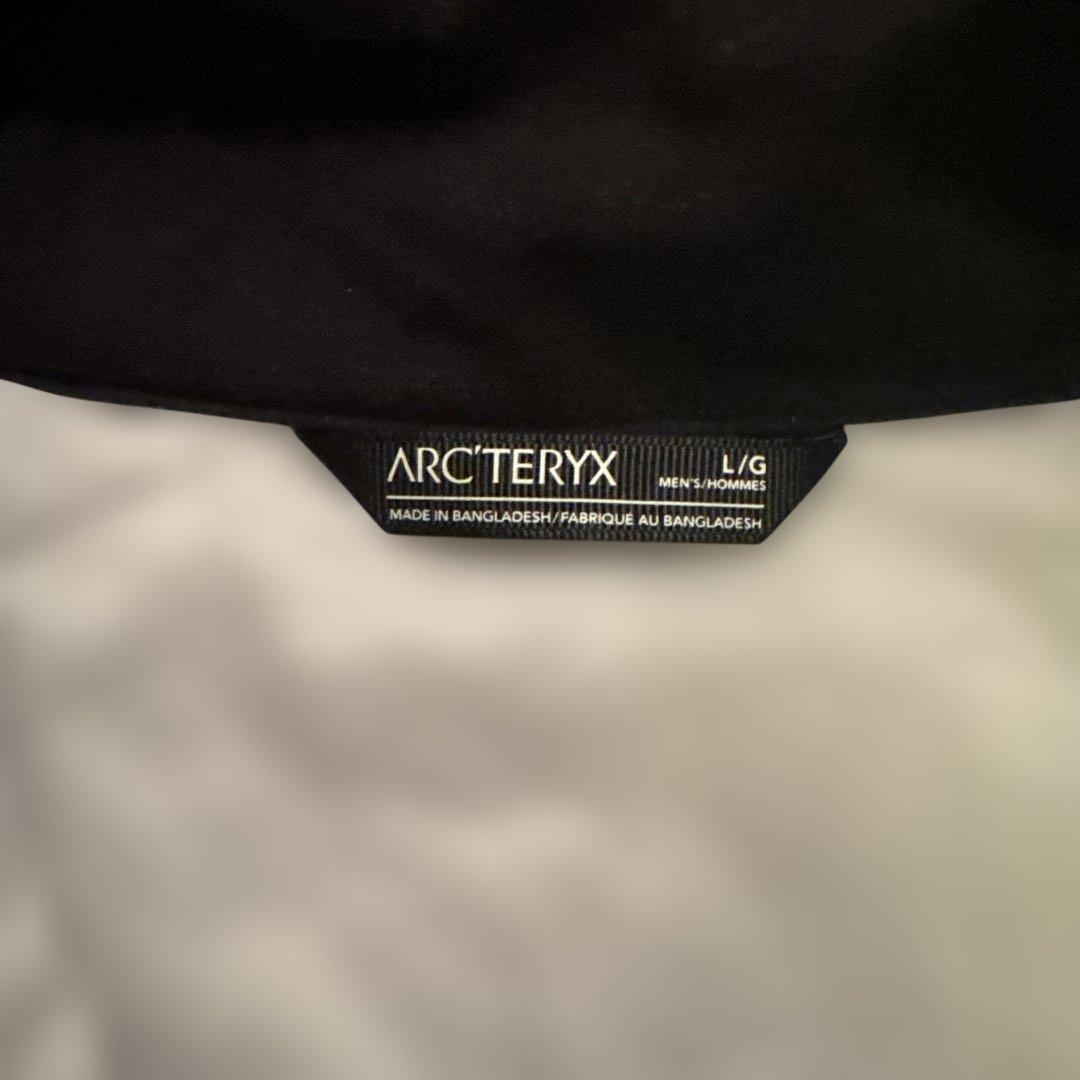 ARC'TERYX
L/G
MEN'S/HOMMES
MADE IN BANGLADESH/FABRIQUE AU BANGLADESH